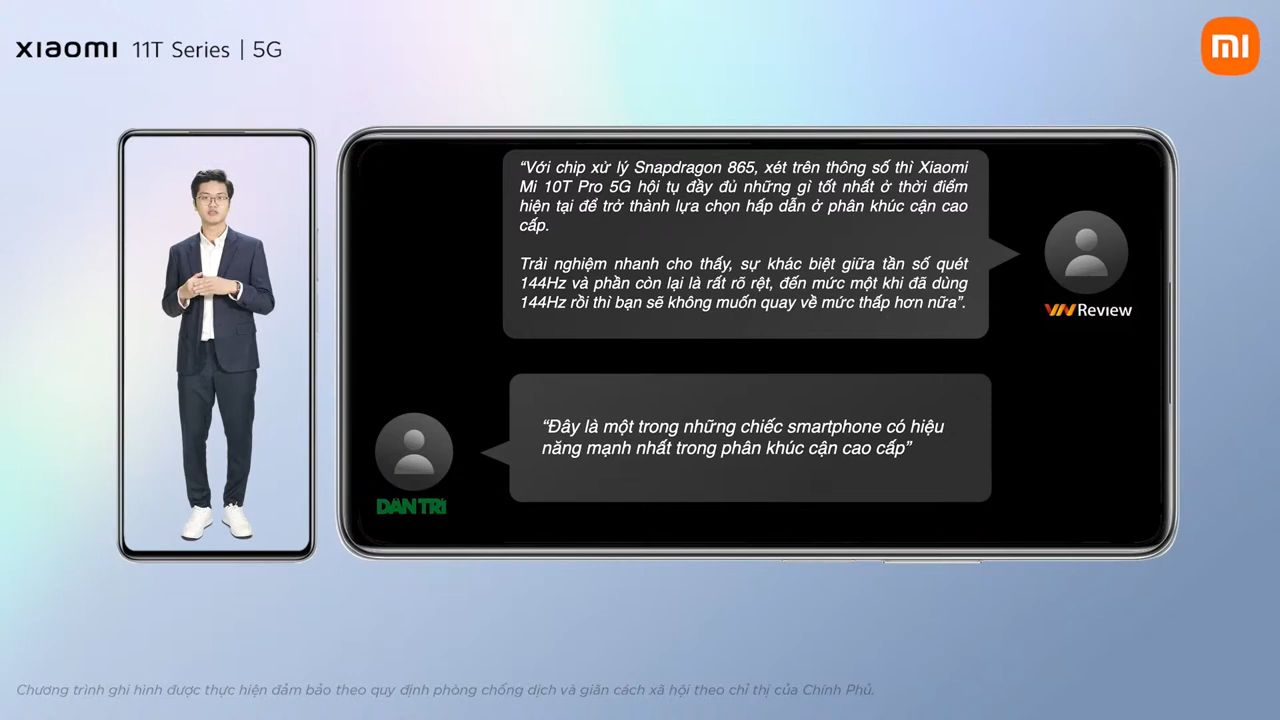 xiaomi 11T Series | 5G
mi
“Với chip xử lý Snapdragon 865, xét trên thông số thì Xiaomi
Mi 10T Pro 5G hội tụ đầy đủ những gì tốt nhất ở thời điểm
hiện tại để trở thành lựa chọn hấp dẫn ở phân khúc cận cao
cấp.
Trải nghiệm nhanh cho thấy, sự khác biệt giữa tần số quét
144Hz và phần còn lại là rất rõ rệt, đến mức một khi đã dùng
144Hz rồi thì bạn sẽ không muốn quay về mức thấp hơn nữa”.
VNReview
“Đây là một trong những chiếc smartphone có hiệu
năng mạnh nhất trong phân khúc cận cao cấp”
DÂN TRÍ
Chương trình ghi hình được thực hiện đảm bảo theo quy định phòng chống dịch và giãn cách xã hội theo chỉ thị của Chính Phủ.